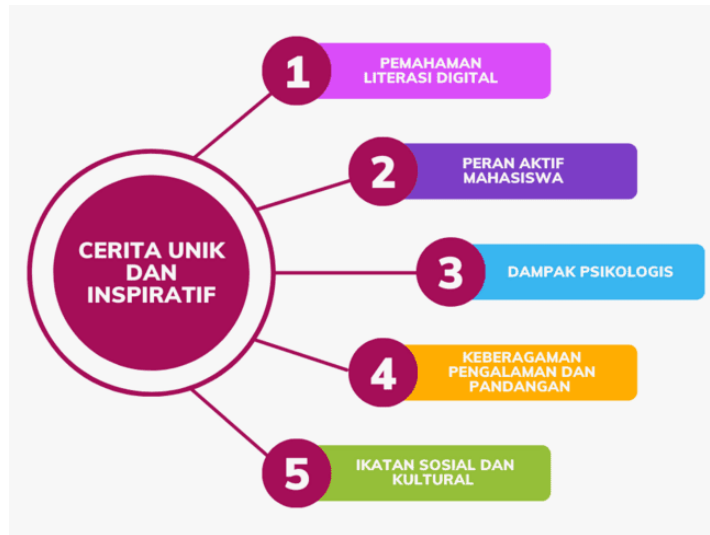 CERITA UNIK
DAN
INSPIRATIF
1
PEMAHAMAN
LITERASI DIGITAL
2
PERAN AKTIF
MAHASISWA
3
DAMPAK PSIKOLOGIS
4
KEBERAGAMAN
PENGALAMAN DAN
PANDANGAN
5
IKATAN SOSIAL DAN
KULTURAL